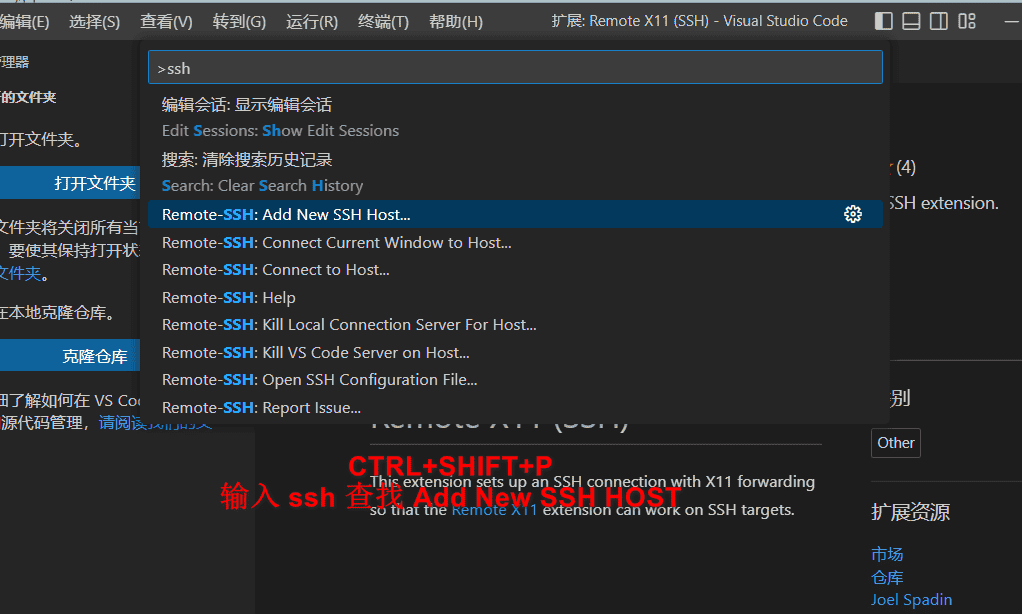 编辑(E) 选择(S) 查看(V) 转到(G) 运行(R) 终端(T) 帮助(H) 扩展: Remote X11 (SSH) - Visual Studio Code
理器
>ssh
的文件夹
编辑会话: 显示编辑会话
Edit Sessions: Show Edit Sessions
打开文件夹。
搜索: 清除搜索历史记录
(4)
打开文件夹
Search: Clear Search History
SSH extension.
Remote-SSH: Add New SSH Host...
文件夹将关闭所有当
Remote-SSH: Connect Current Window to Host...
要使其保持打开状
Remote-SSH: Connect to Host...
文件夹。
Remote-SSH: Help
在本地克隆仓库。
Remote-SSH: Kill Local Connection Server For Host...
克隆仓库
Remote-SSH: Kill VS Code Server on Host...
Remote-SSH: Open SSH Configuration File...
细了解如何在 VS Co
别
Remote-SSH: Report Issue...
源代码管理，请阅读我们的文
Remote X11 (SSH)
Other
CTRL+SHIFT+P
This extension sets up an SSH connection with X11 forwarding
输入 ssh 查找 Add New SSH HOST
so that the Remote X11 extension can work on SSH targets.
扩展资源
市场
仓库
Joel Spadin